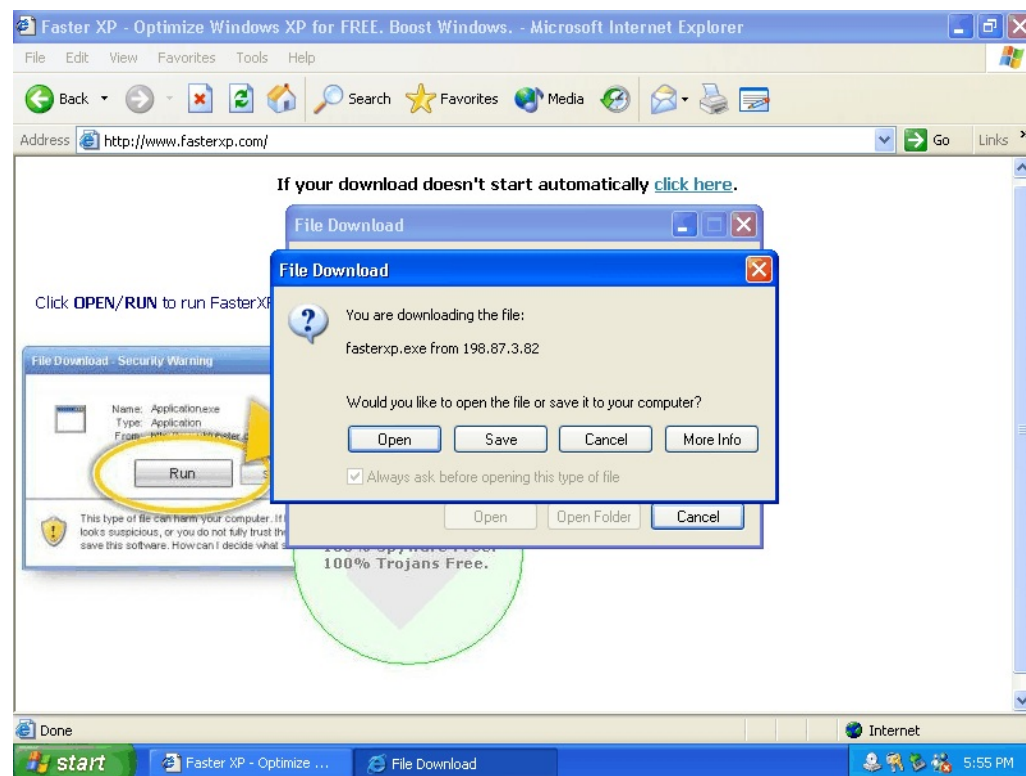 Faster XP - Optimize Windows XP for FREE. Boost Windows. - Microsoft Internet Explorer
File Edit View Favorites Tools Help
Back Search Favorites Media
Address http://www.fasterxp.com/ Go Links
If your download doesn't start automatically click here.
File Download
File Download
Click OPEN/RUN to run FasterXP
You are downloading the file:
fasterxp.exe from 198.87.3.82
Would you like to open the file or save it to your computer?
Open Save Cancel More Info
Always ask before opening this type of file
Open Open Folder Cancel
File Download - Security Warning
Name: Application.exe
Type: Application
From:
Run
This type of file can harm your computer. If
looks suspicious, or you do not fully trust the
save this software. How can I decide what
100% Spyware Free.
100% Trojans Free.
Done Internet
start Faster XP - Optimize ... File Download 5:55 PM